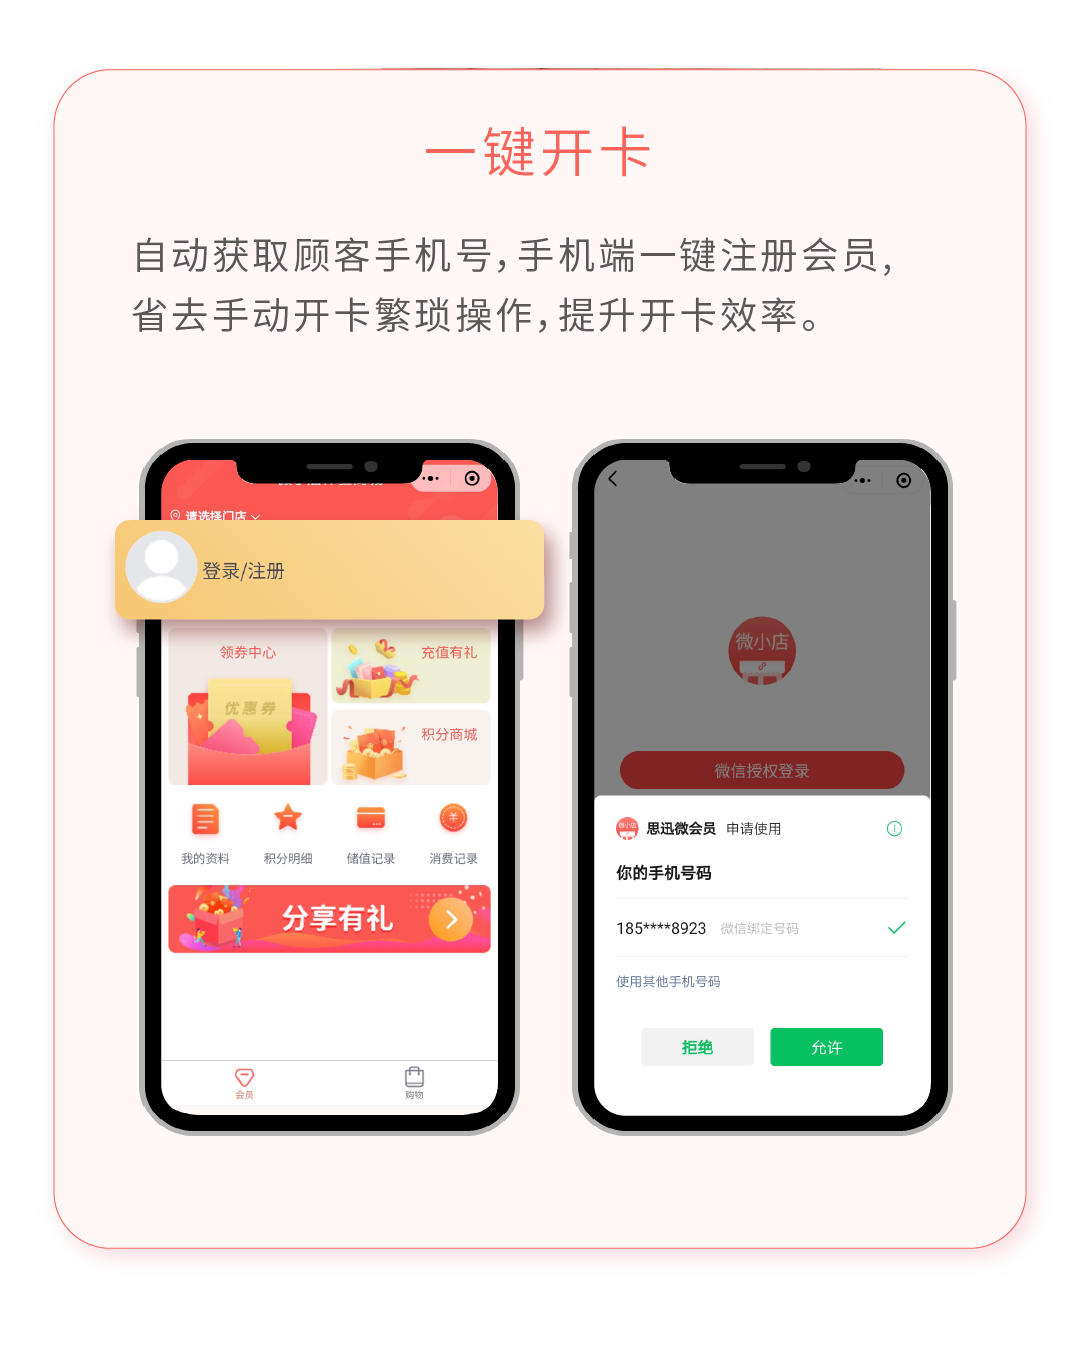 一键开卡
自动获取顾客手机号，手机端一键注册会员，
省去手动开卡繁琐操作，提升开卡效率。
请选择门店
登录/注册
领券中心
优惠券
充值有礼
积分商城
我的资料
积分明细
储值记录
消费记录
分享有礼
会员
购物
微小店
微信授权登录
微小店
思迅微会员 申请使用
你的手机号码
185****8923 微信绑定号码
使用其他手机号码
拒绝
允许